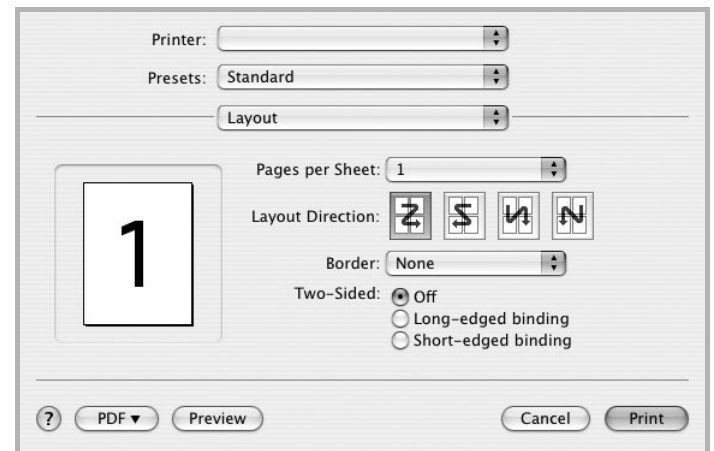 Printer:
Presets: Standard
Layout
Pages per Sheet: 1
1
Layout Direction:
Border: None
Two-Sided: Off
Long-edged binding
Short-edged binding
? PDF ▼ Preview Cancel Print